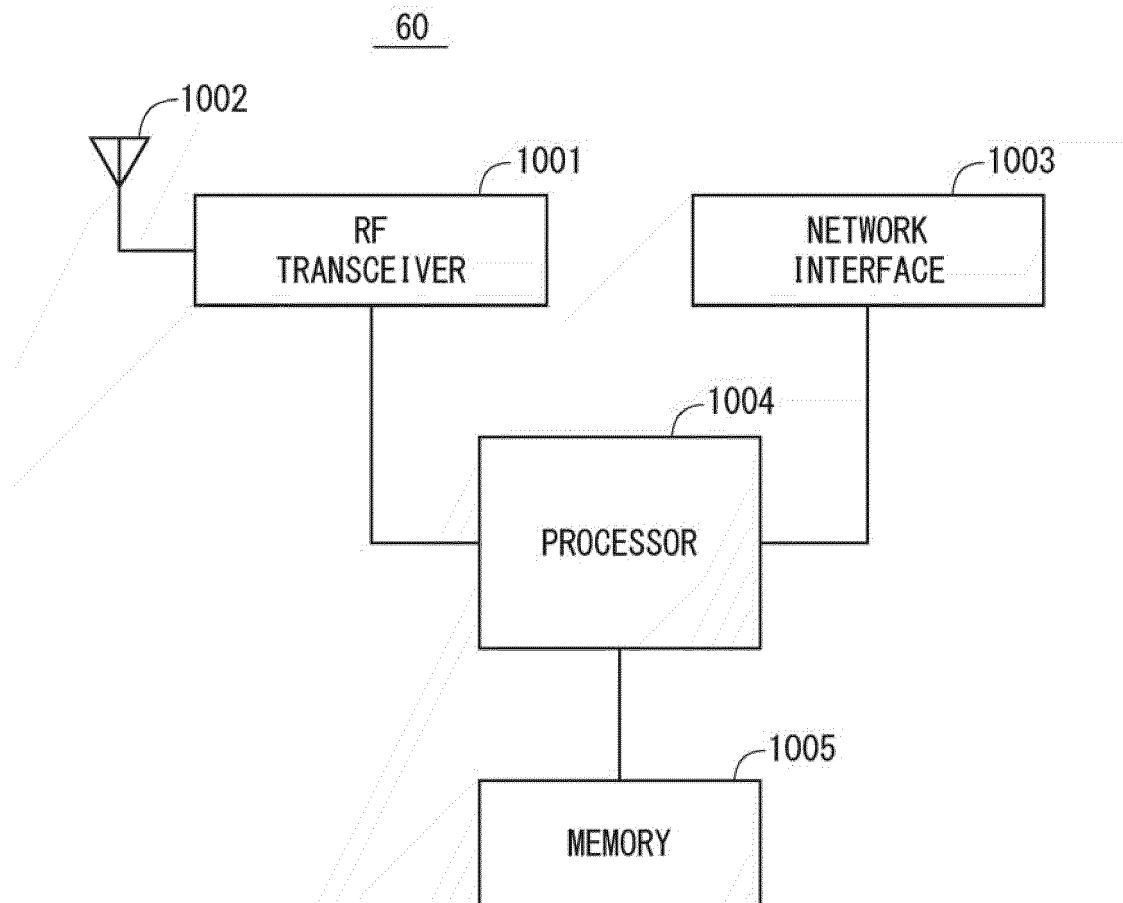 60
1002
1001
1003
RF
TRANSCEIVER
NETWORK
INTERFACE
1004
PROCESSOR
1005
MEMORY